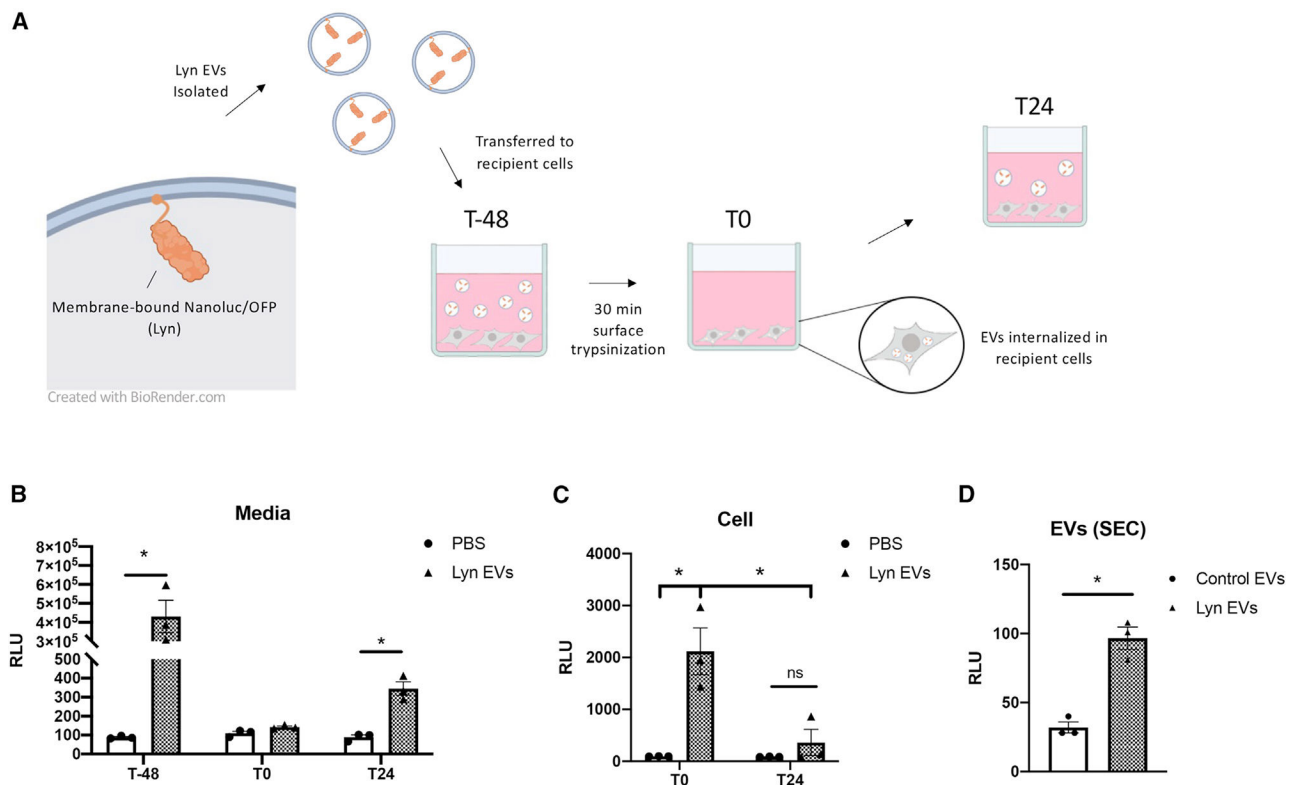 A
Lyn EVs
Isolated
Transferred to
recipient cells
T24
T-48
T0
Membrane-bound Nanoluc/OFP
(Lyn)
30 min
surface
trypsinization
EVs internalized in
recipient cells
Created with BioRender.com
B
Media
* PBS
Lyn EVs
8×10⁵
7×10⁵
6×10⁵
5×10⁵
4×10⁵
3×10⁵
500
400
300
200
100
0
RLU
*
T-48
T0
T24
C
Cell
PBS
Lyn EVs
4000
3000
2000
1000
0
RLU
*
*
ns
T0
T24
D
EVs (SEC)
Control EVs
Lyn EVs
150
100
50
0
RLU
*